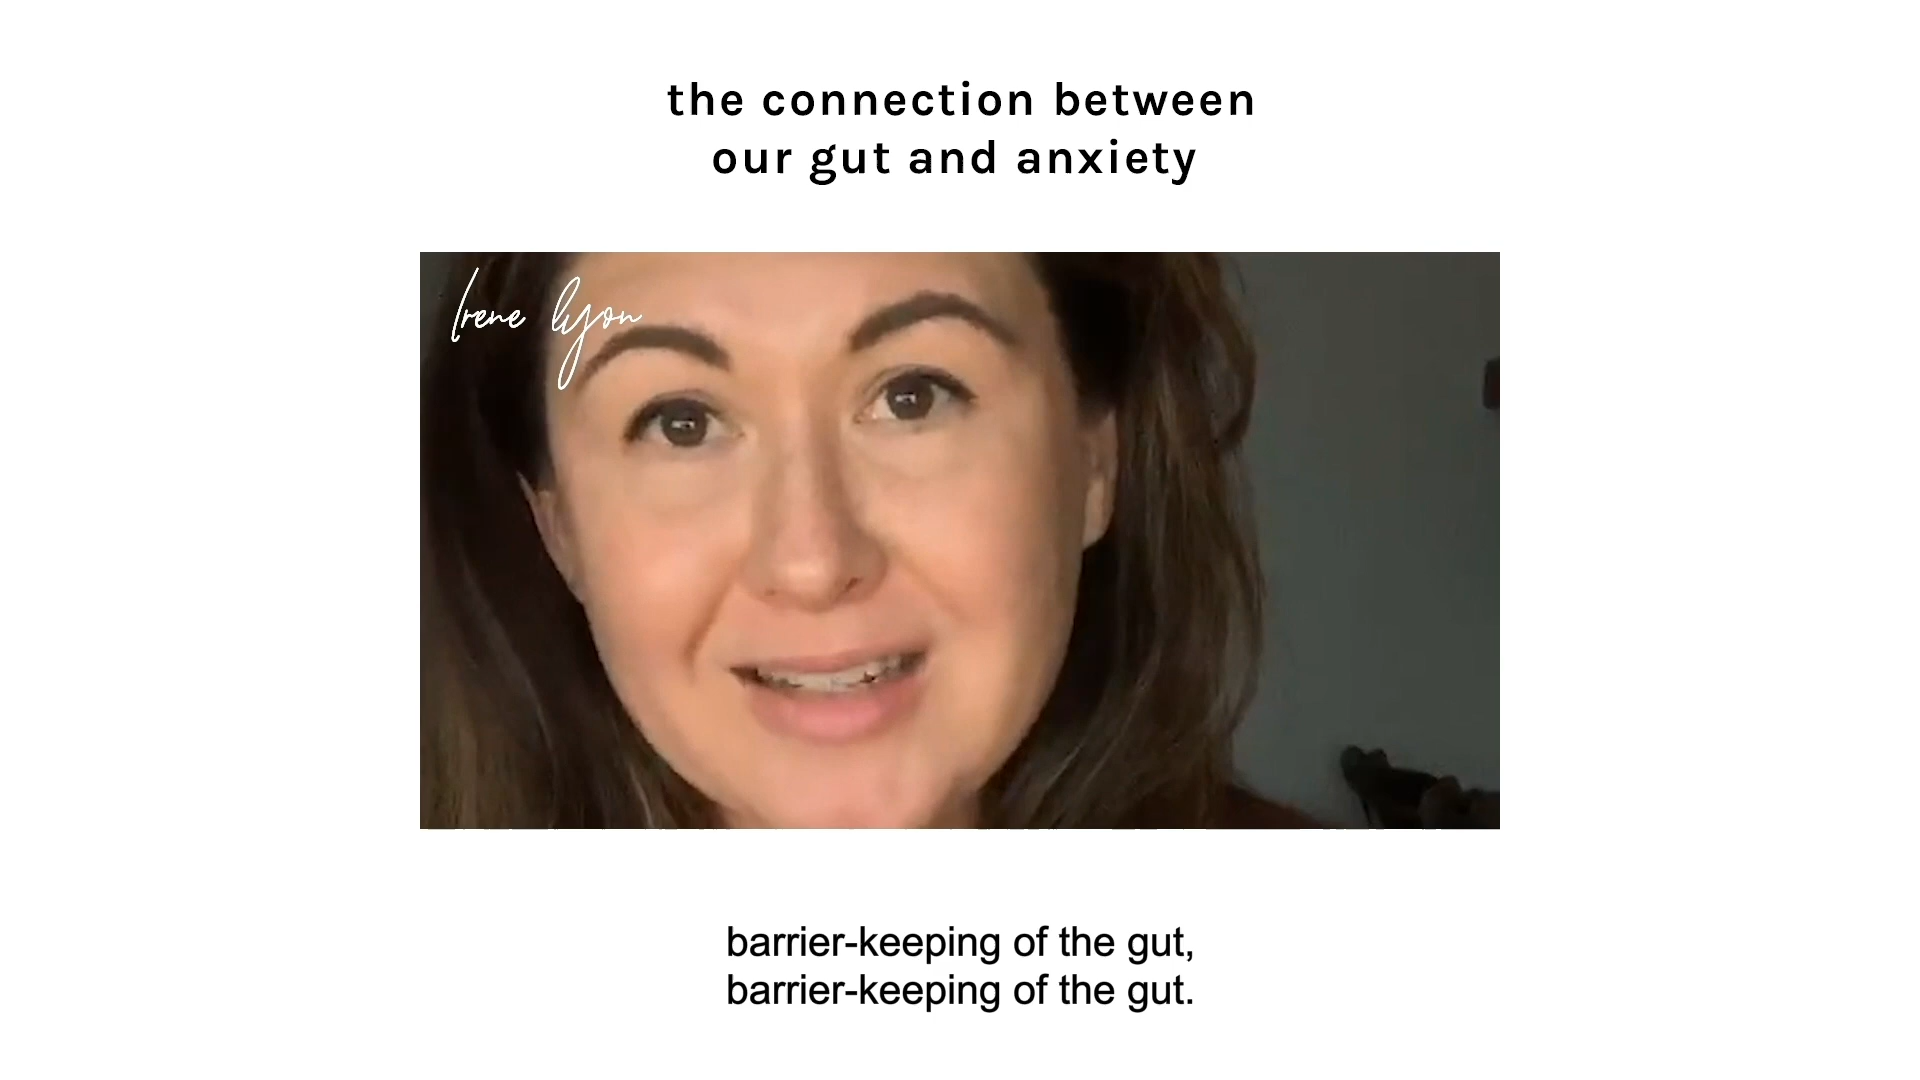 the connection between
our gut and anxiety
Irene lyon
barrier-keeping of the gut,
barrier-keeping of the gut.